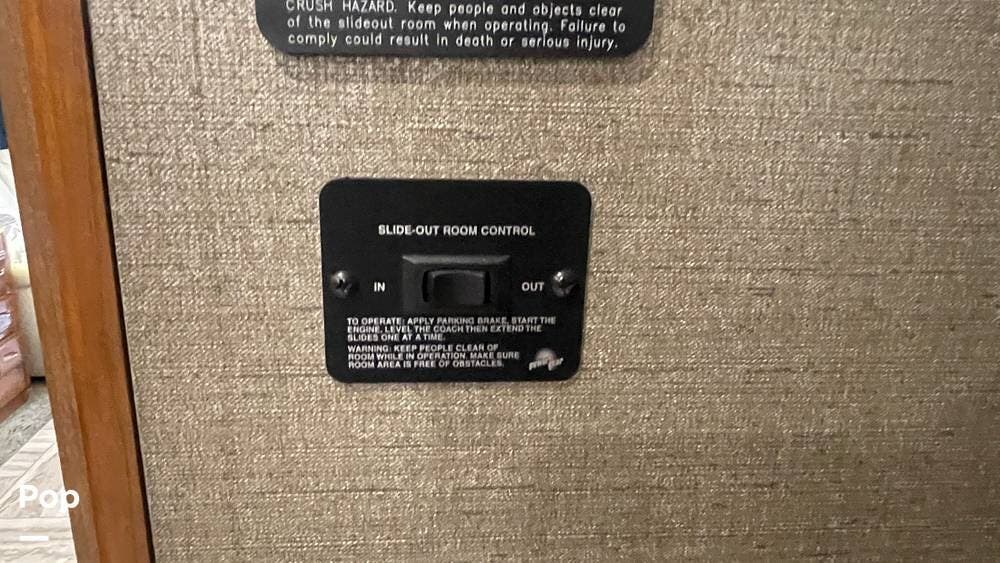 CRUSH HAZARD. Keep people and objects clear
of the slideout room when operating. Failure to
comply could result in death or serious injury.
SLIDE-OUT ROOM CONTROL
IN OUT
TO OPERATE: APPLY PARKING BRAKE, START THE
ENGINE, LEVEL THE COACH THEN EXTEND THE
SLIDES ONE AT A TIME.
WARNING: KEEP PEOPLE CLEAR OF
ROOM WHILE IN OPERATION. MAKE SURE
ROOM AREA IS FREE OF OBSTACLES.
Pop